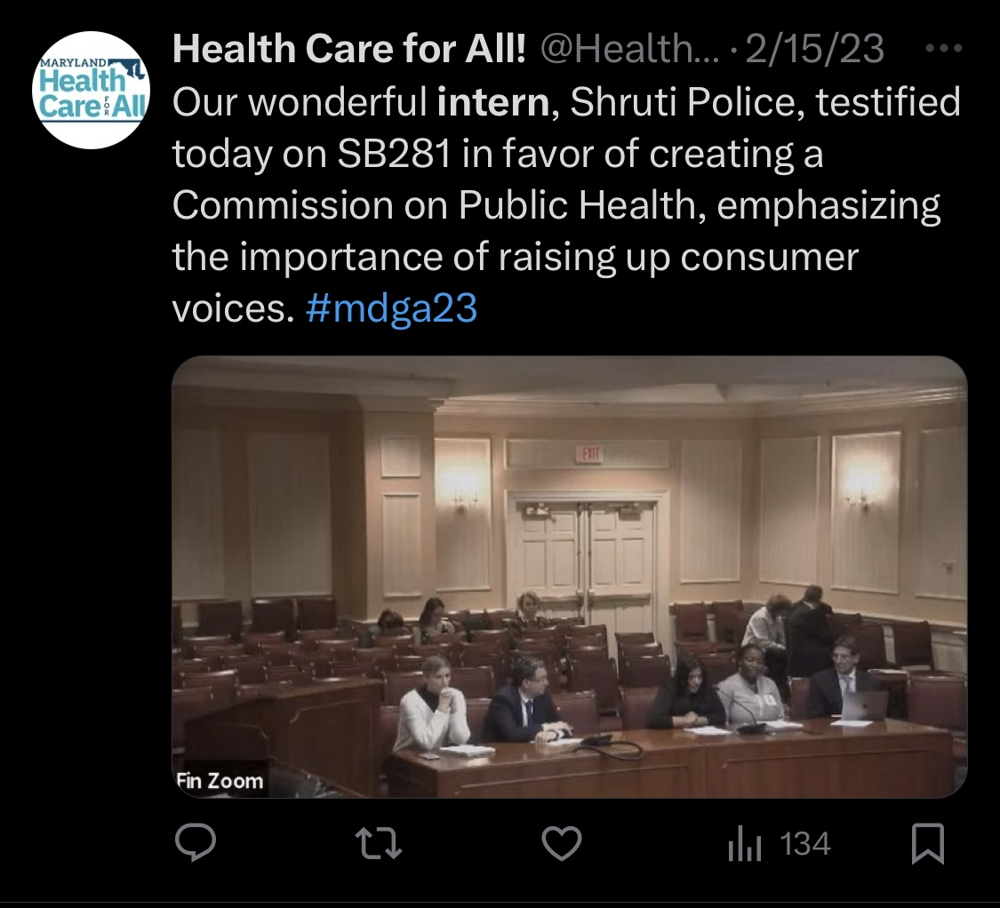 MARYLAND
Health
Care FOR All
Health Care for All! @Health... · 2/15/23
Our wonderful intern, Shruti Police, testified
today on SB281 in favor of creating a
Commission on Public Health, emphasizing
the importance of raising up consumer
voices. #mdga23
EXIT
Fin Zoom
134